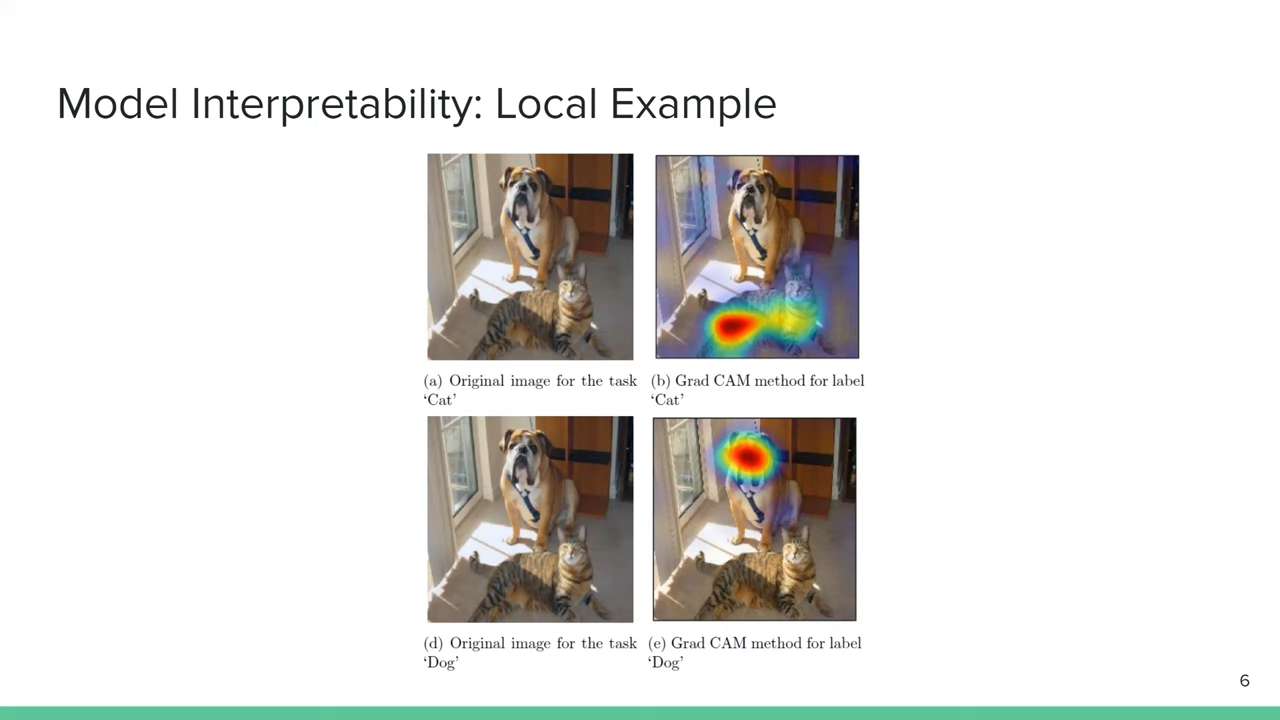 Model Interpretability: Local Example
(a) Original image for the task
‘Cat’
(b) Grad CAM method for label
‘Cat’
(d) Original image for the task
‘Dog’
(e) Grad CAM method for label
‘Dog’
6